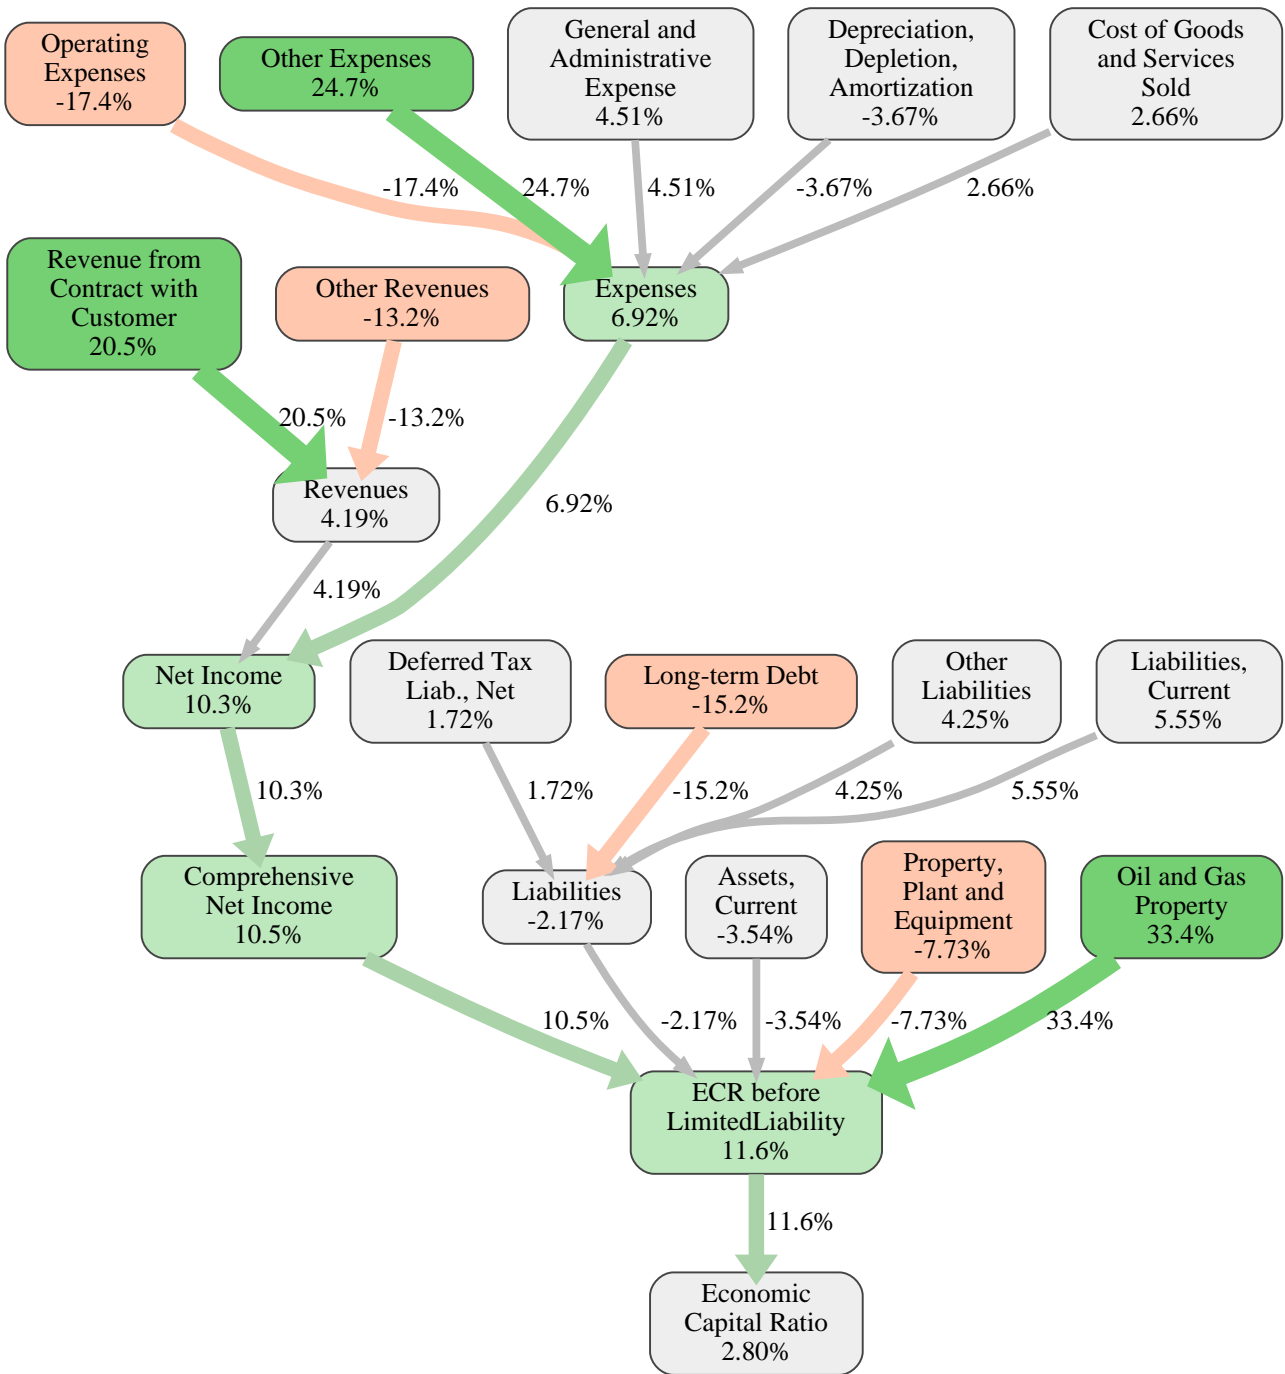 Operating
Expenses
-17.4%
Other Expenses
24.7%
General and
Administrative
Expense
4.51%
Depreciation,
Depletion,
Amortization
-3.67%
Cost of Goods
and Services
Sold
2.66%
-17.4%
24.7%
4.51%
-3.67%
2.66%
Revenue from
Contract with
Customer
20.5%
Other Revenues
-13.2%
Expenses
6.92%
20.5%
-13.2%
Revenues
4.19%
6.92%
4.19%
Net Income
10.3%
Deferred Tax
Liab., Net
1.72%
Long-term Debt
-15.2%
Other
Liabilities
4.25%
Liabilities,
Current
5.55%
10.3%
1.72%
-15.2%
4.25%
5.55%
Comprehensive
Net Income
10.5%
Liabilities
-2.17%
Assets,
Current
-3.54%
Property,
Plant and
Equipment
-7.73%
Oil and Gas
Property
33.4%
10.5%
-2.17%
-3.54%
-7.73%
33.4%
ECR before
LimitedLiability
11.6%
11.6%
Economic
Capital Ratio
2.80%